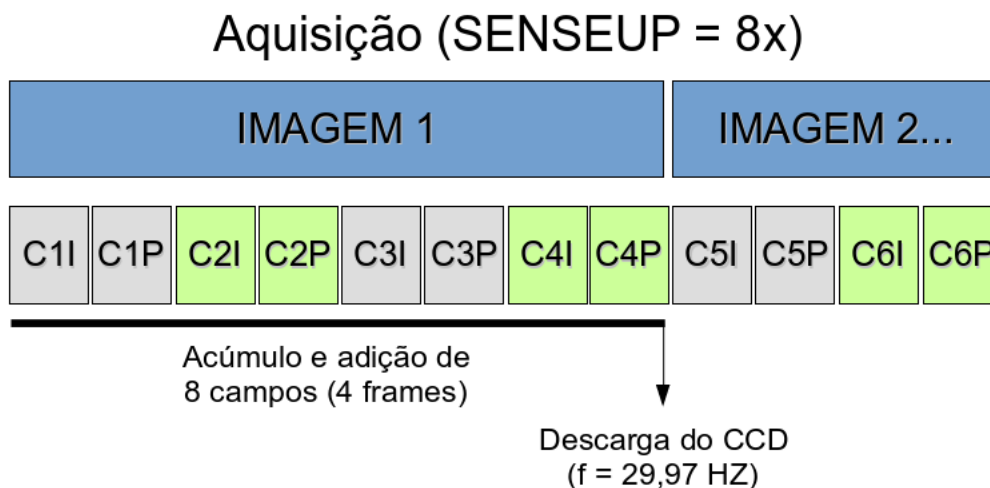 Aquisição (SENSEUP = 8x)
IMAGEM 1 IMAGEM 2...
C1I C1P C2I C2P C3I C3P C4I C4P C5I C5P C6I C6P
Acúmulo e adição de
8 campos (4 frames)
Descarga do CCD
(f = 29,97 HZ)